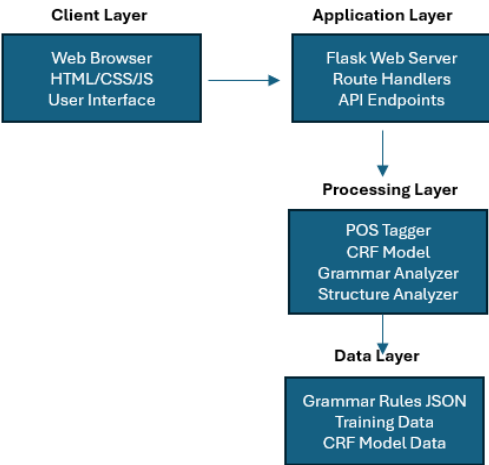 Client Layer
Application Layer
Web Browser
HTML/CSS/JS
User Interface
Flask Web Server
Route Handlers
API Endpoints
Processing Layer
POS Tagger
CRF Model
Grammar Analyzer
Structure Analyzer
Data Layer
Grammar Rules JSON
Training Data
CRF Model Data